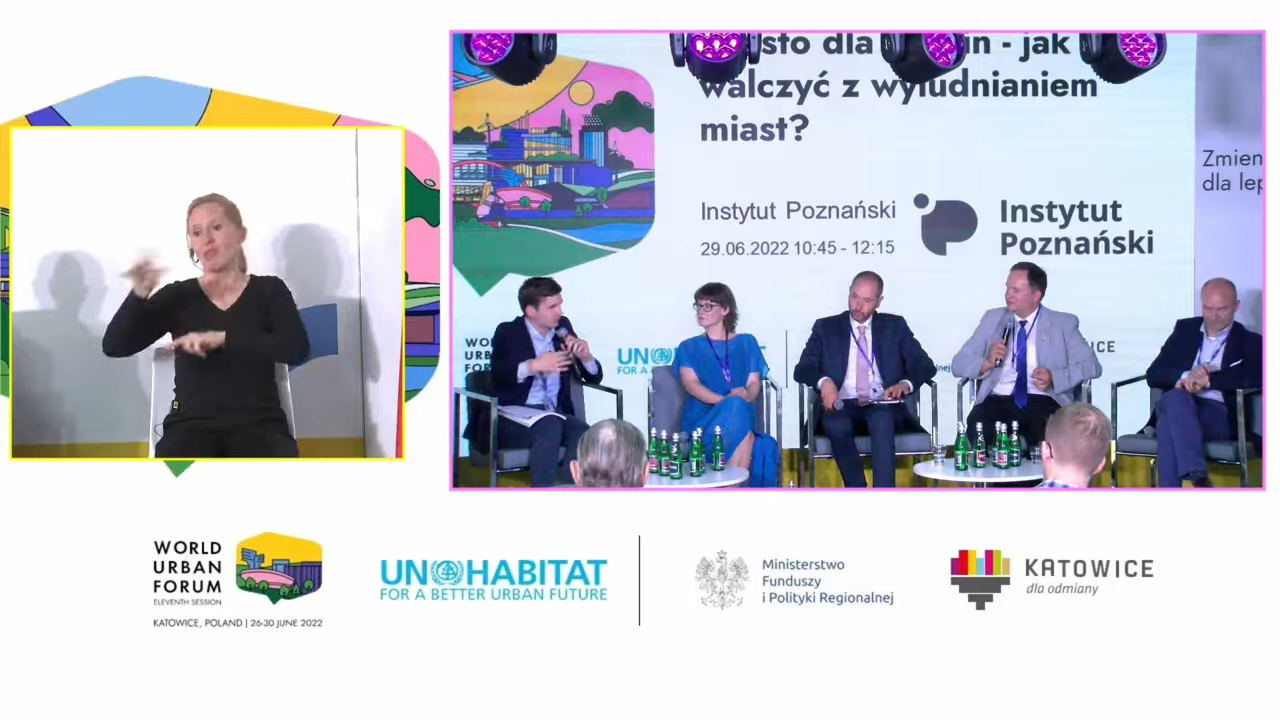 dla - jak
walczyć z wyludnianiem
miast?
Zmien
dla lep
Instytut Poznański
29.06.2022 10:45 - 12:15
Instytut
Poznański
WORLD
URBAN
FORUM
ELEVENTH SESSION
KATOWICE, POLAND | 26-30 JUNE 2022
UN HABITAT
FOR A BETTER URBAN FUTURE
Ministerstwo
Funduszy
i Polityki Regionalnej
KATOWICE
dla odmiany